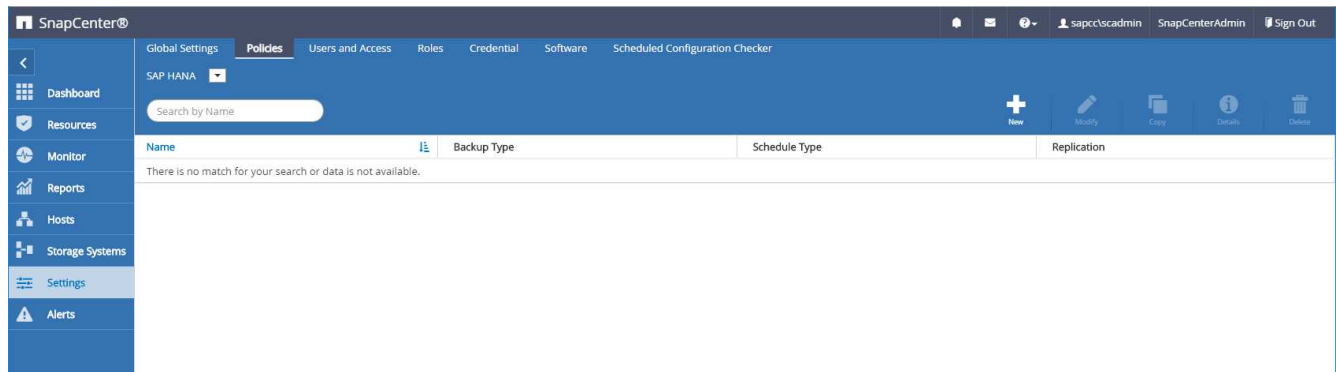 SnapCenter®
sapcc\scadmin SnapCenterAdmin Sign Out
Global Settings Policies Users and Access Roles Credential Software Scheduled Configuration Checker
SAP HANA
Search by Name
New Modify Copy Details Delete
Name Backup Type Schedule Type Replication
There is no match for your search or data is not available.
Dashboard
Resources
Monitor
Reports
Hosts
Storage Systems
Settings
Alerts